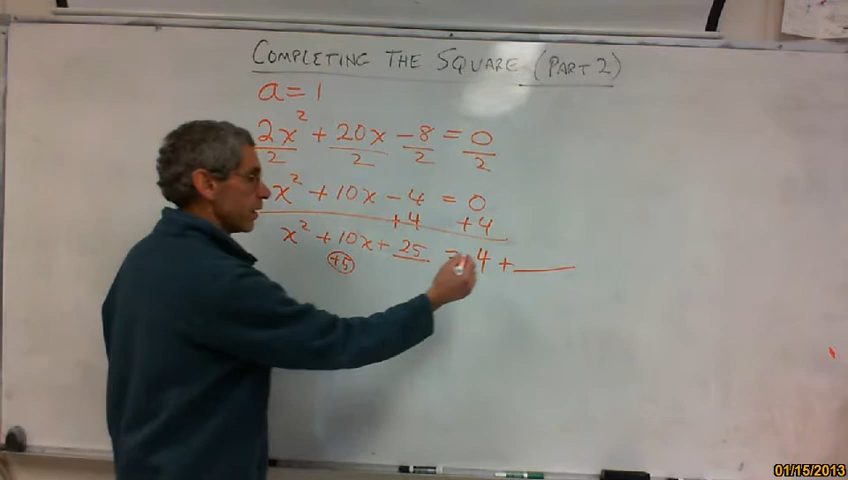 COMPLETING THE SQUARE (PART 2)
a = 1
2x² + 20x - 8 = 0
2 2 2 2
x² + 10x - 4 = 0
+4 +4
x² + 10x + 25 = 4 + ___
+5
01/15/2013